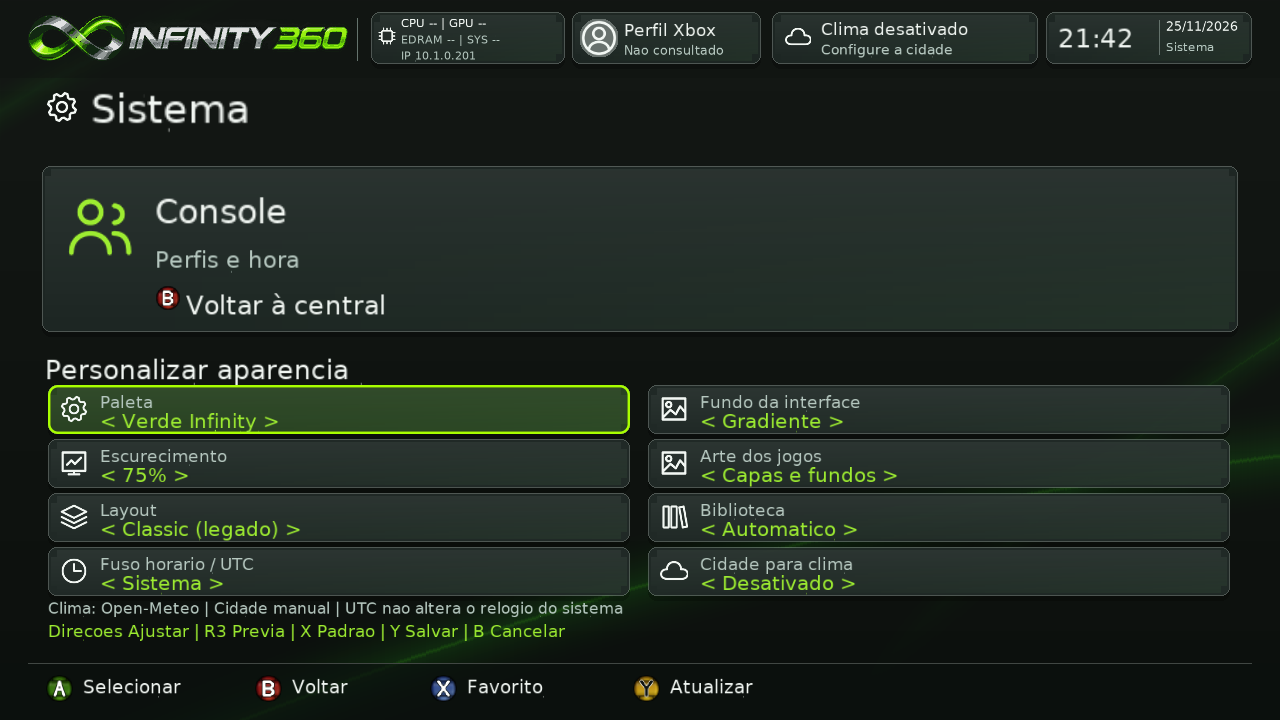 INFINITY 360
CPU -- | GPU --
EDRAM -- | SYS --
IP 10.1.0.201
Perfil Xbox
Nao consultado
Clima desativado
Configure a cidade
21:42
25/11/2026
Sistema
Sistema
Console
Perfis e hora
B Voltar à central
Personalizar aparencia
Paleta
< Verde Infinity >
Fundo da interface
< Gradiente >
Escurecimento
< 75% >
Arte dos jogos
< Capas e fundos >
Layout
< Classic (legado) >
Biblioteca
< Automatico >
Fuso horario / UTC
< Sistema >
Cidade para clima
< Desativado >
Clima: Open-Meteo | Cidade manual | UTC nao altera o relogio do sistema
Direcoes Ajustar | R3 Previa | X Padrao | Y Salvar | B Cancelar
A Selecionar
B Voltar
X Favorito
Y Atualizar